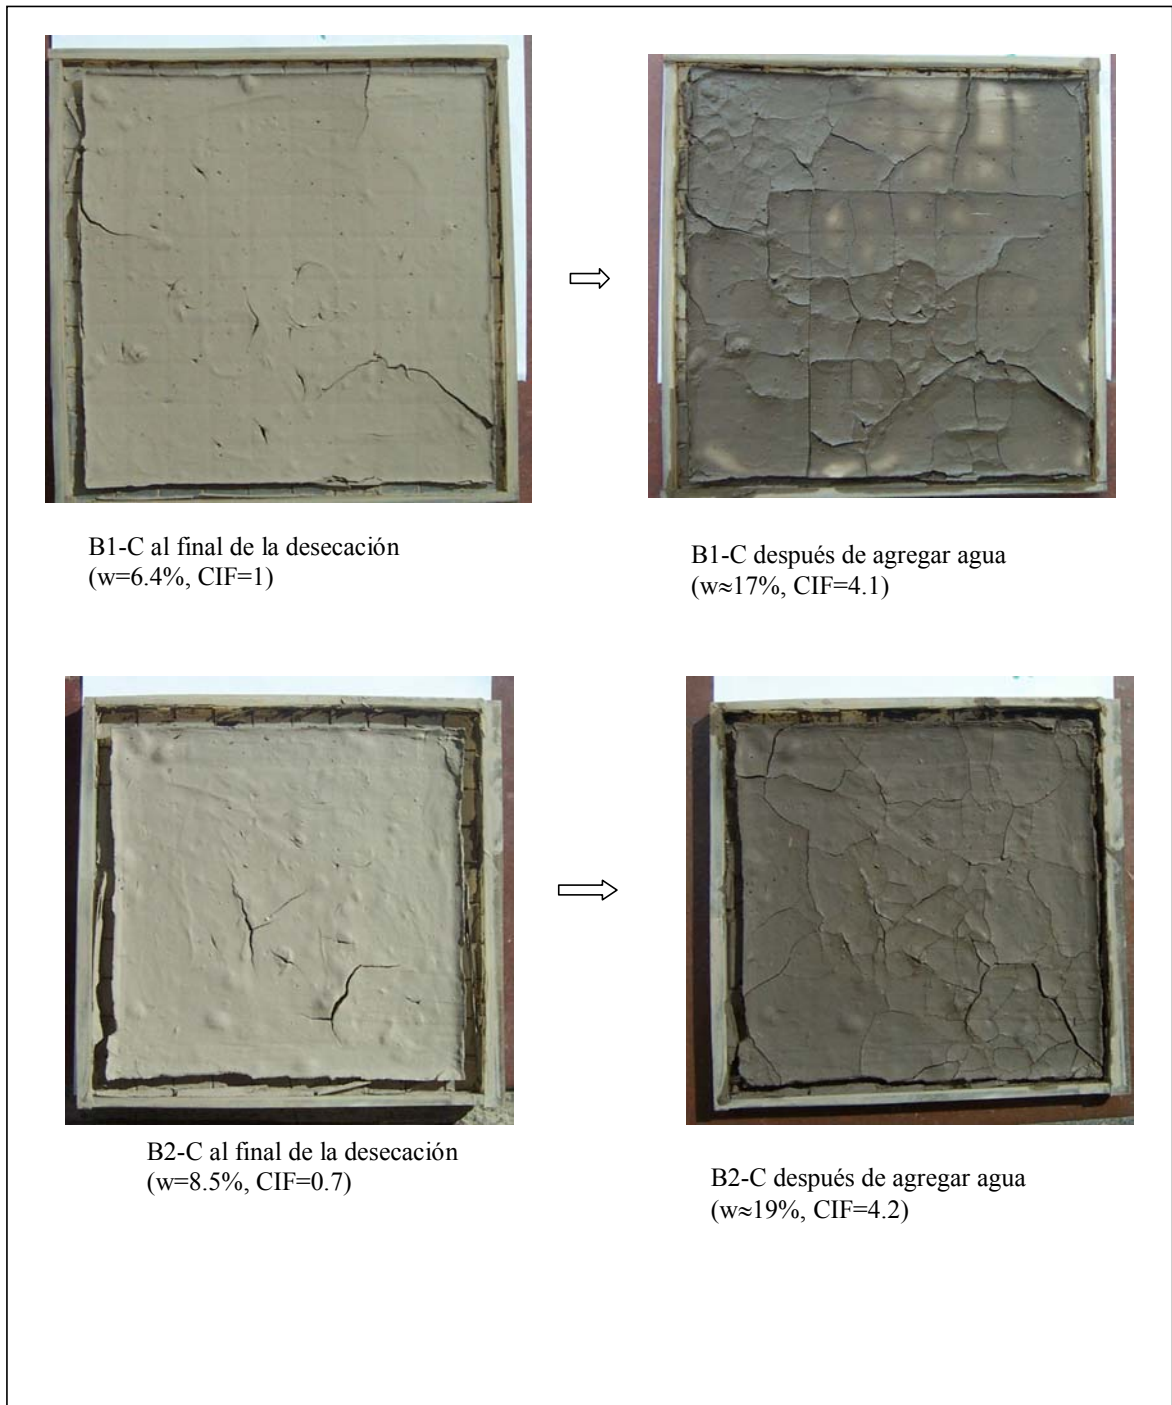 B1-C al final de la desecación
(w=6.4%, CIF=1)
B1-C después de agregar agua
(w≈17%, CIF=4.1)
B2-C al final de la desecación
(w=8.5%, CIF=0.7)
B2-C después de agregar agua
(w≈19%, CIF=4.2)